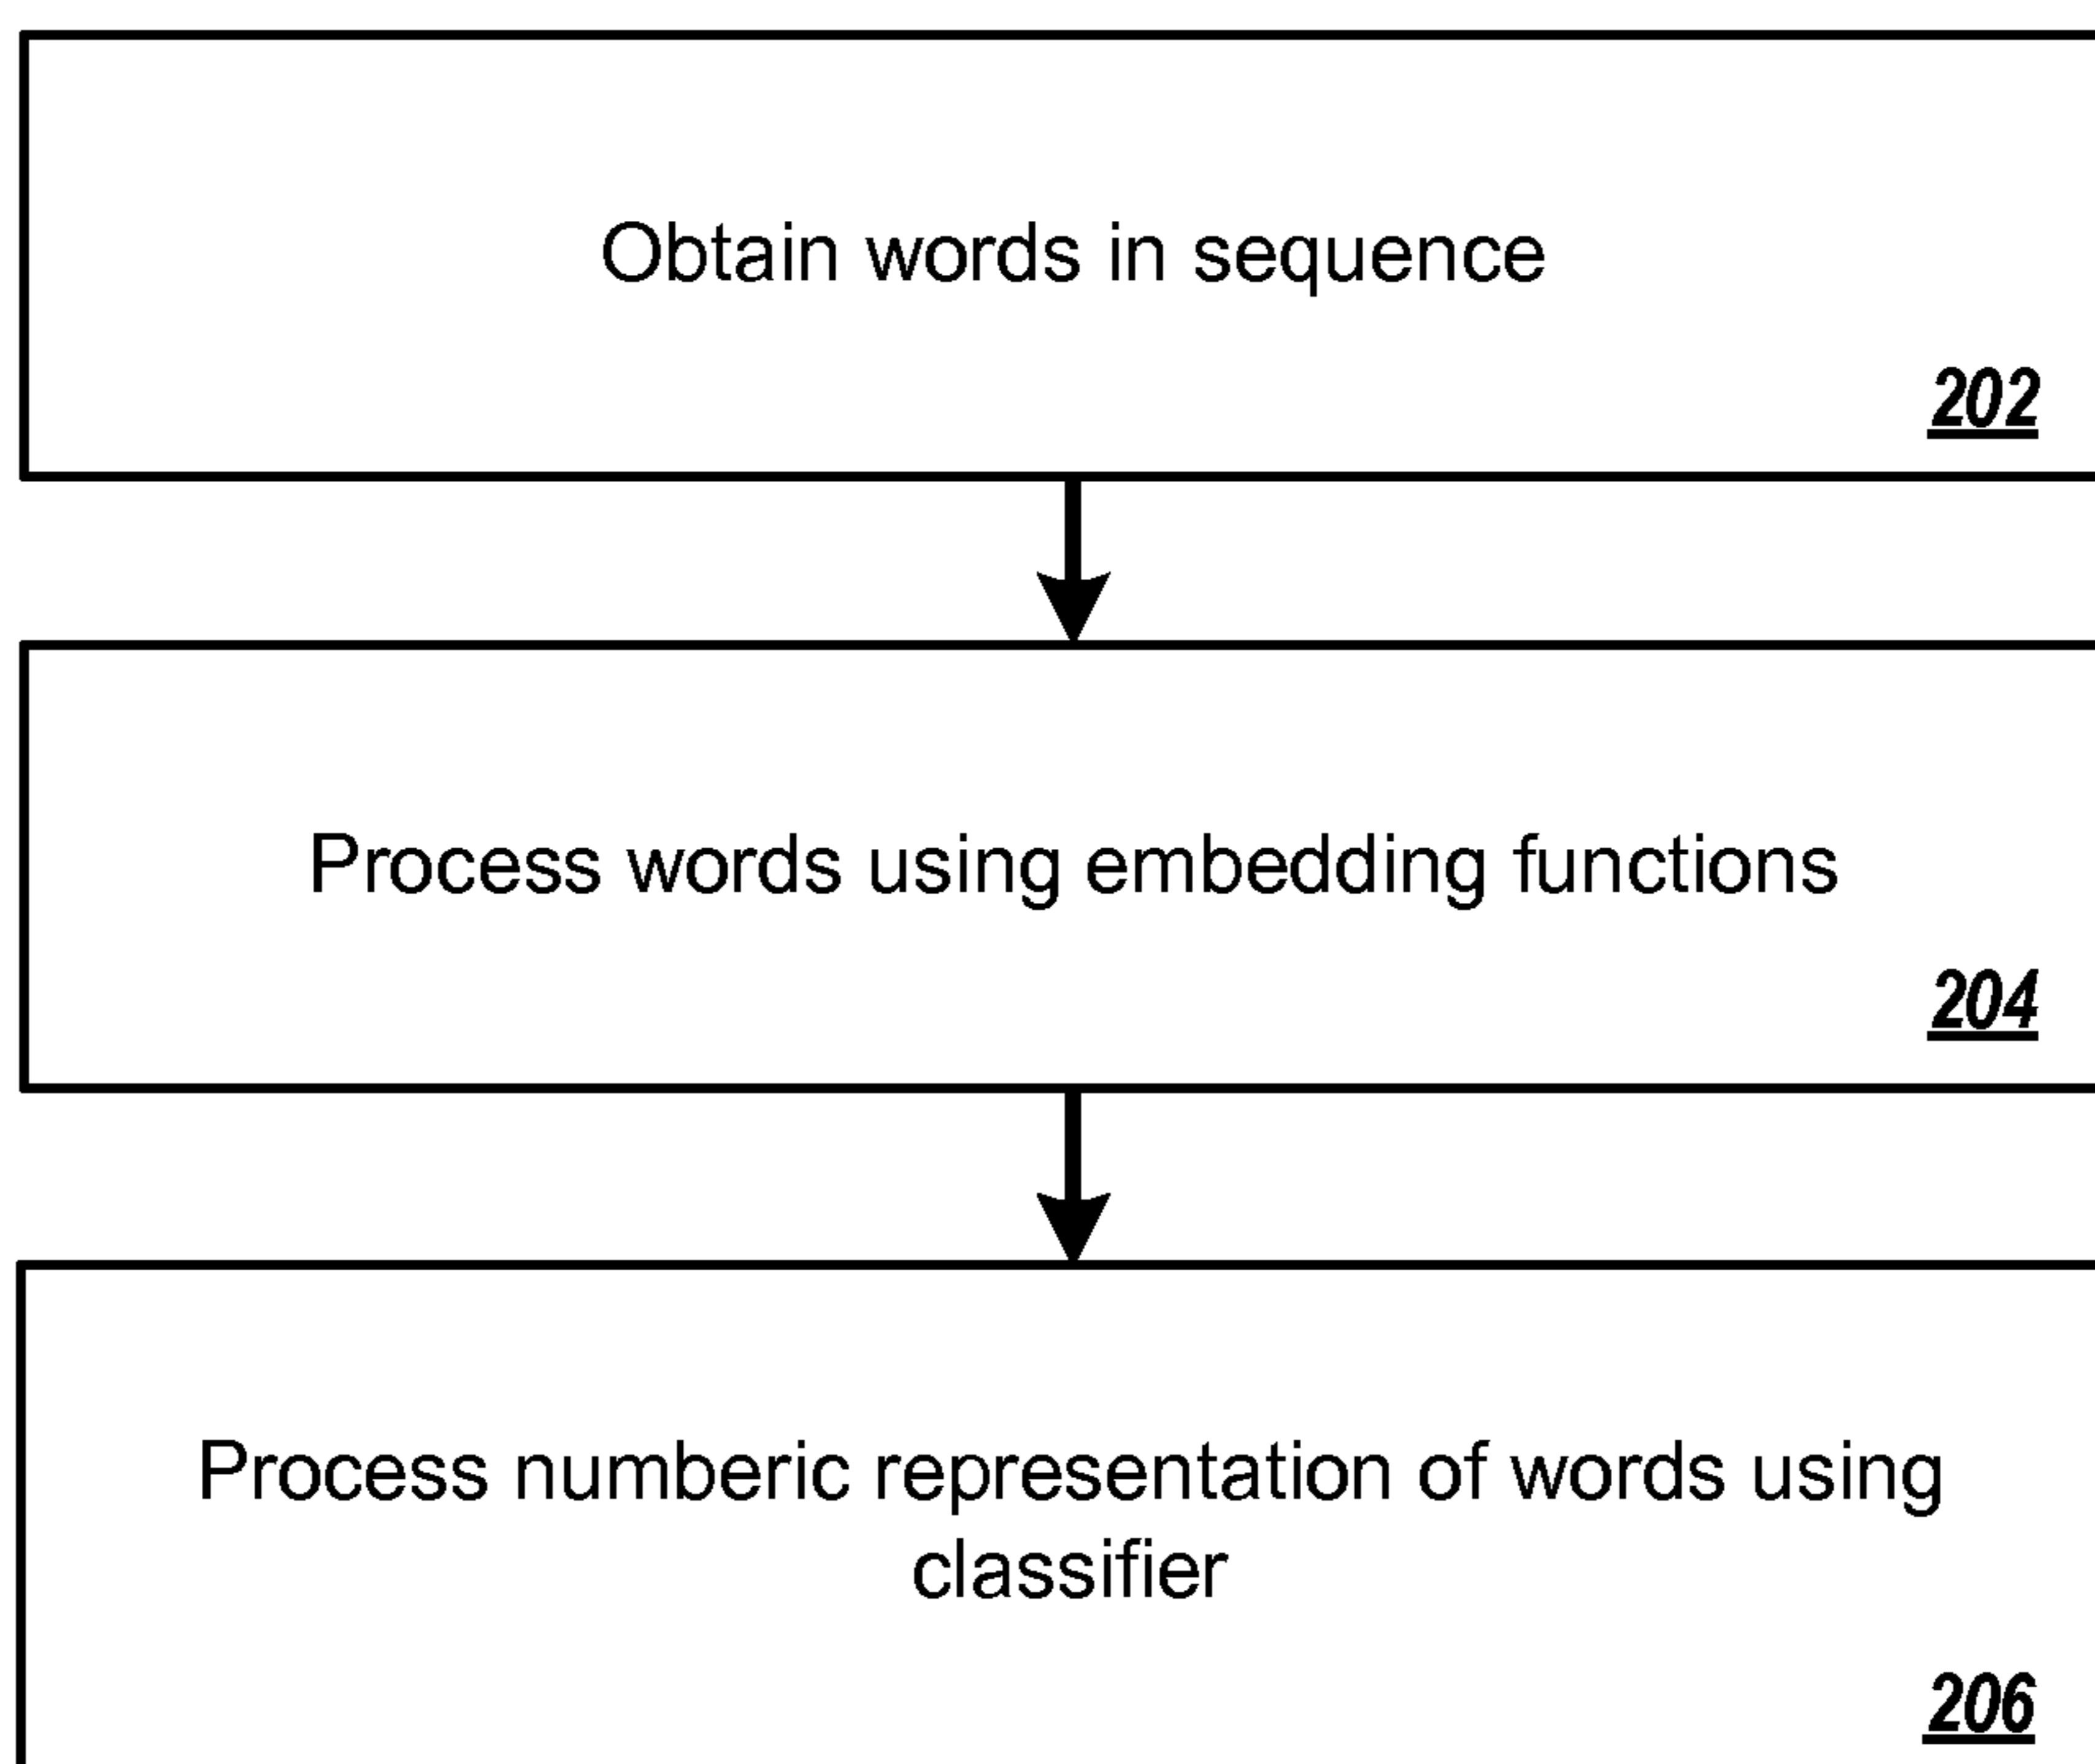 Obtain words in sequence
202
Process words using embedding functions
204
Process numberic representation of words using
classifier
206